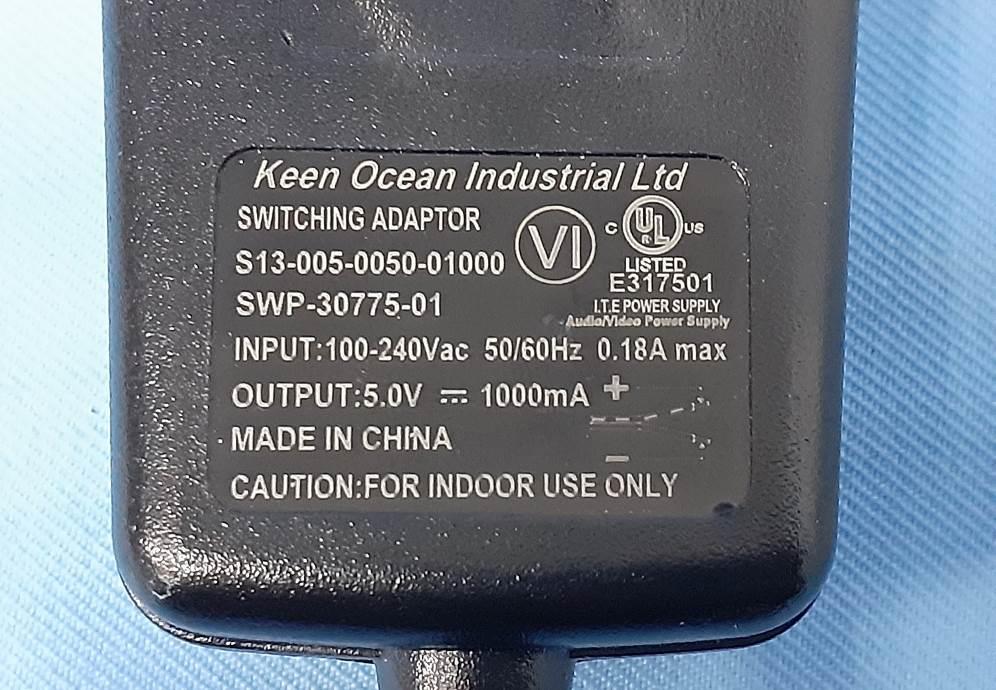 Keen Ocean Industrial Ltd
SWITCHING ADAPTOR
S13-005-0050-01000
SWP-30775-01
VI
C UL US
R
LISTED
E317501
I.T.E POWER SUPPLY
Audio/Video Power Supply
INPUT:100-240Vac 50/60Hz 0.18A max
OUTPUT:5.0V ⎓ 1000mA +
-
MADE IN CHINA
CAUTION:FOR INDOOR USE ONLY